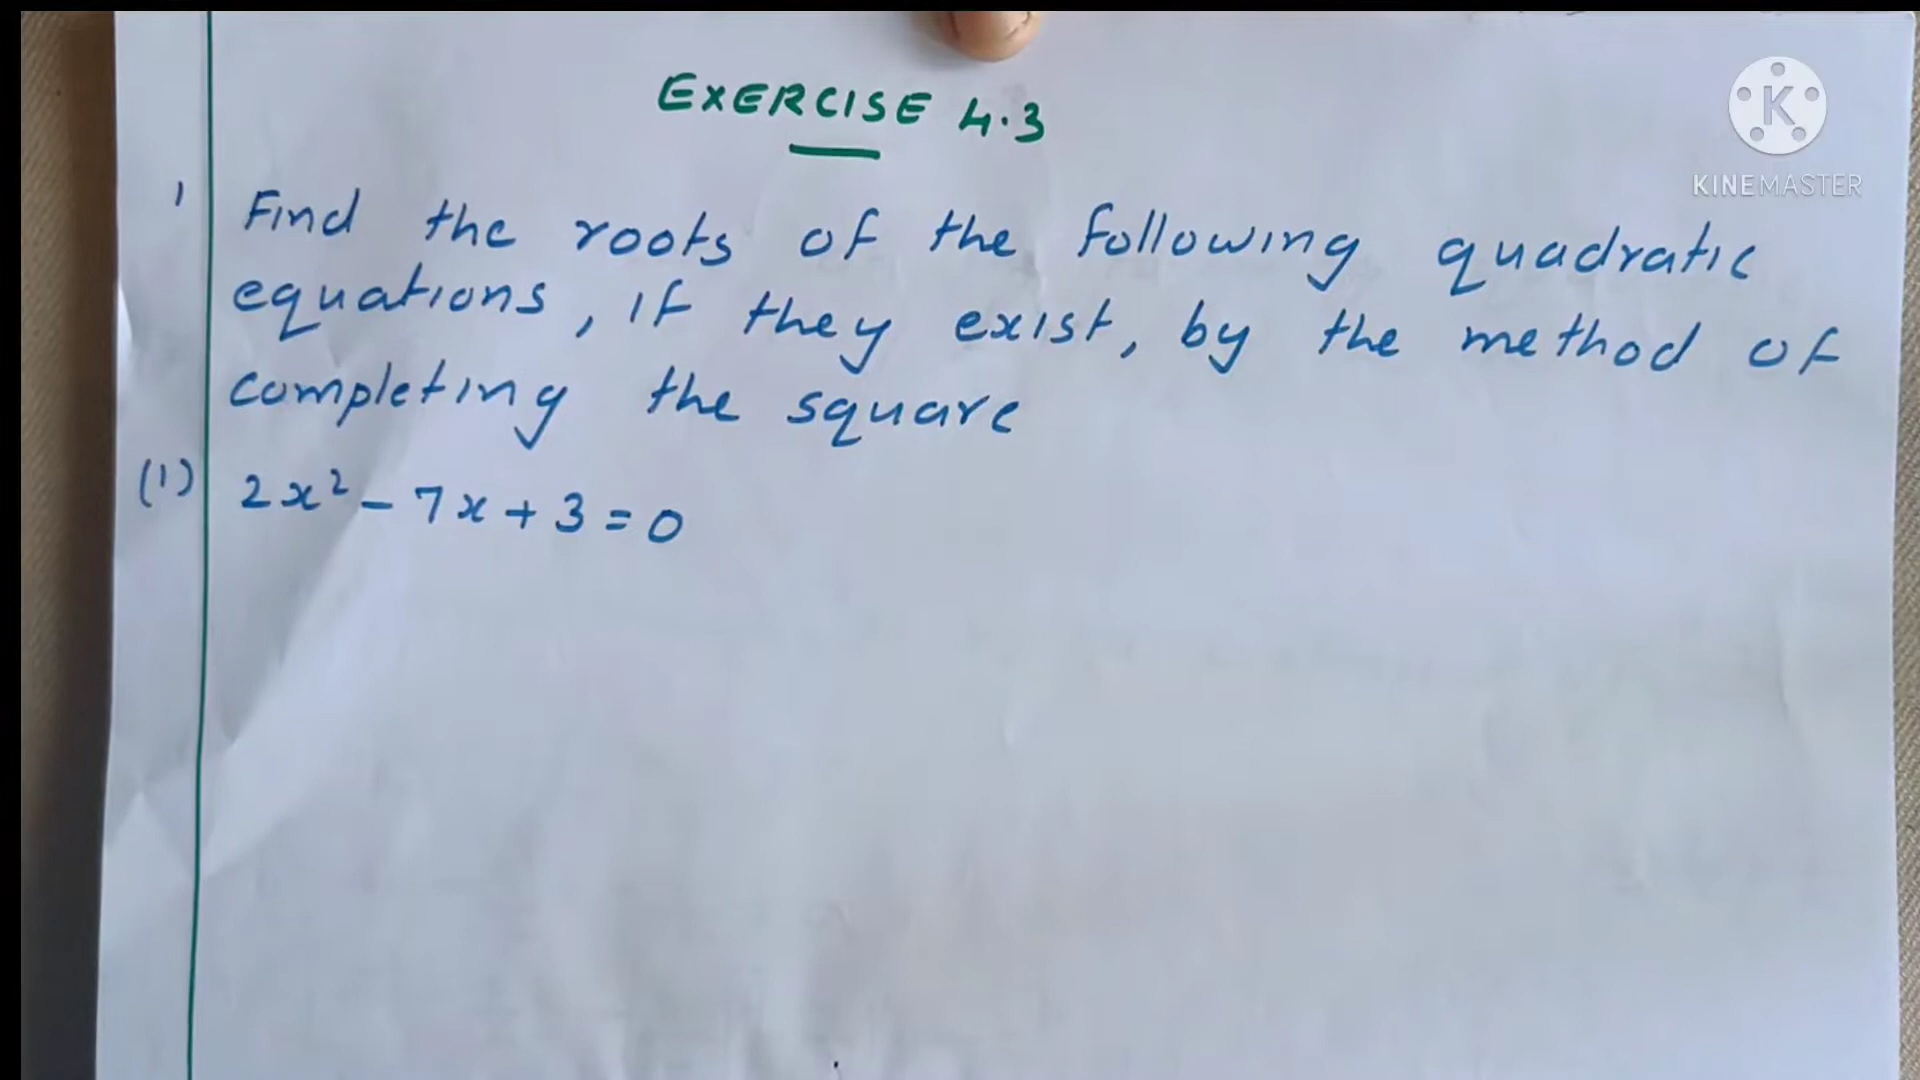 EXERCISE 4.3
K
KINEMASTER
1 Find the roots of the following quadratic
equations, if they exist, by the method of
completing the square
(1) 2x² - 7x + 3 = 0